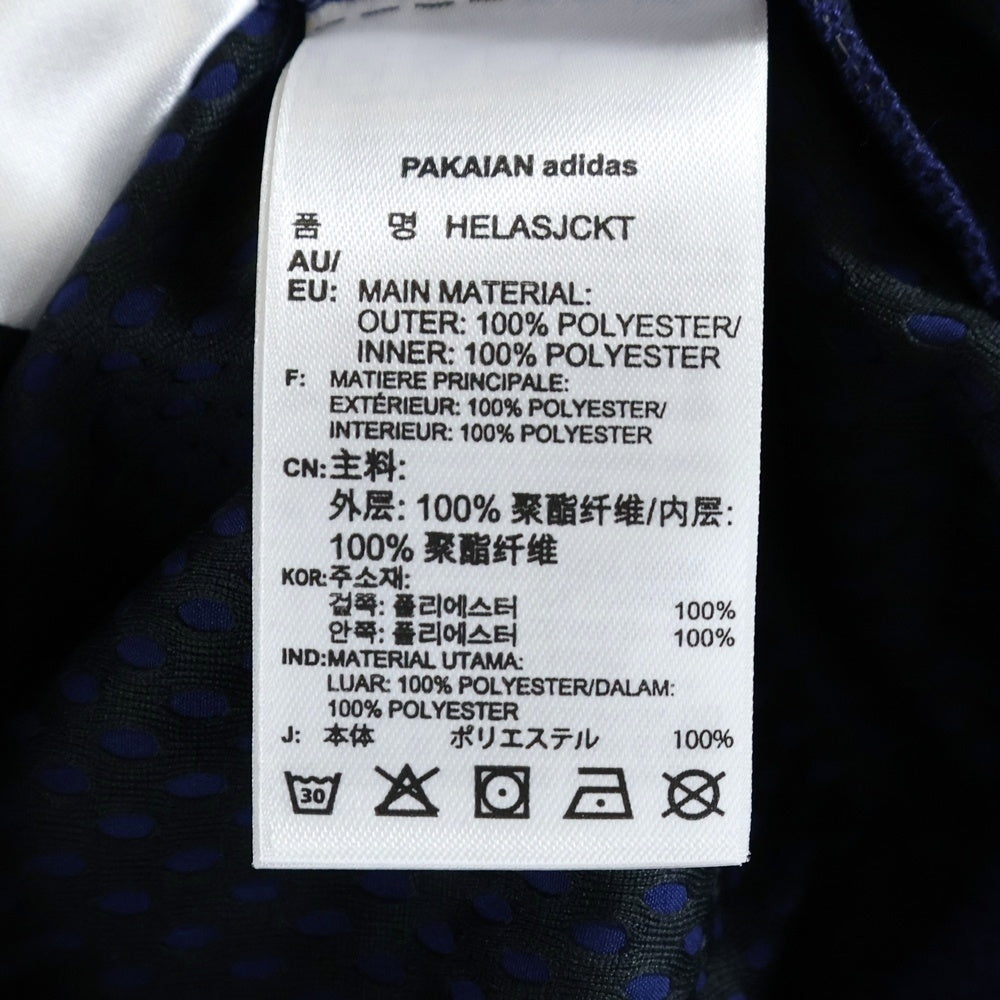 PAKAIAN adidas
품 명 HELASJCKT
AU/
EU: MAIN MATERIAL:
OUTER: 100% POLYESTER/
INNER: 100% POLYESTER
F: MATIERE PRINCIPALE:
EXTÉRIEUR: 100% POLYESTER/
INTERIEUR: 100% POLYESTER
CN: 主料:
外层: 100% 聚酯纤维/内层:
100% 聚酯纤维
KOR: 주소재:
겉쪽: 폴리에스터 100%
안쪽: 폴리에스터 100%
IND: MATERIAL UTAMA:
LUAR: 100% POLYESTER/DALAM:
100% POLYESTER
J: 本体 ポリエステル 100%
30